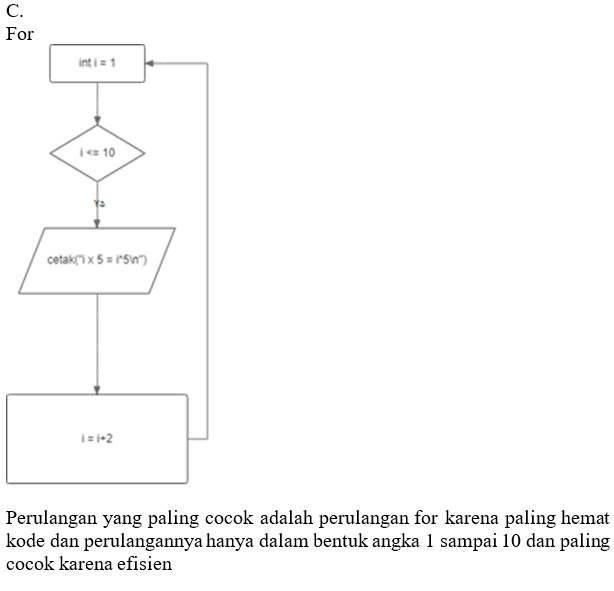 C.
For
int i = 1
i <= 10
Ya
cetak("i x 5 = i*5\n")
i = i+2
Perulangan yang paling cocok adalah perulangan for karena paling hemat
kode dan perulangannya hanya dalam bentuk angka 1 sampai 10 dan paling
cocok karena efisien